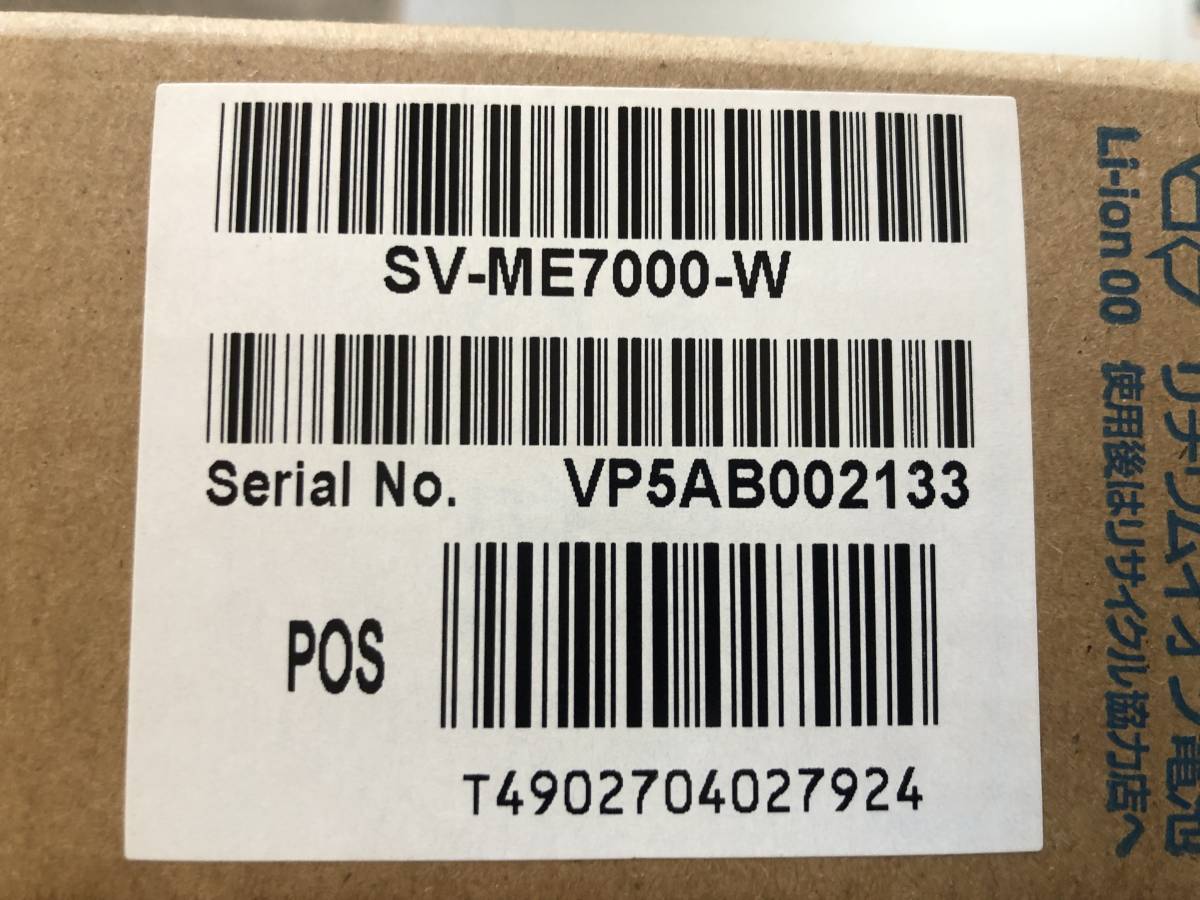 SV-ME7000-W
Serial No. VP5AB002133
POS
T4902704027924
リチウムイオン電池
Li-ion 00 使用後はリサイクル協力店へ